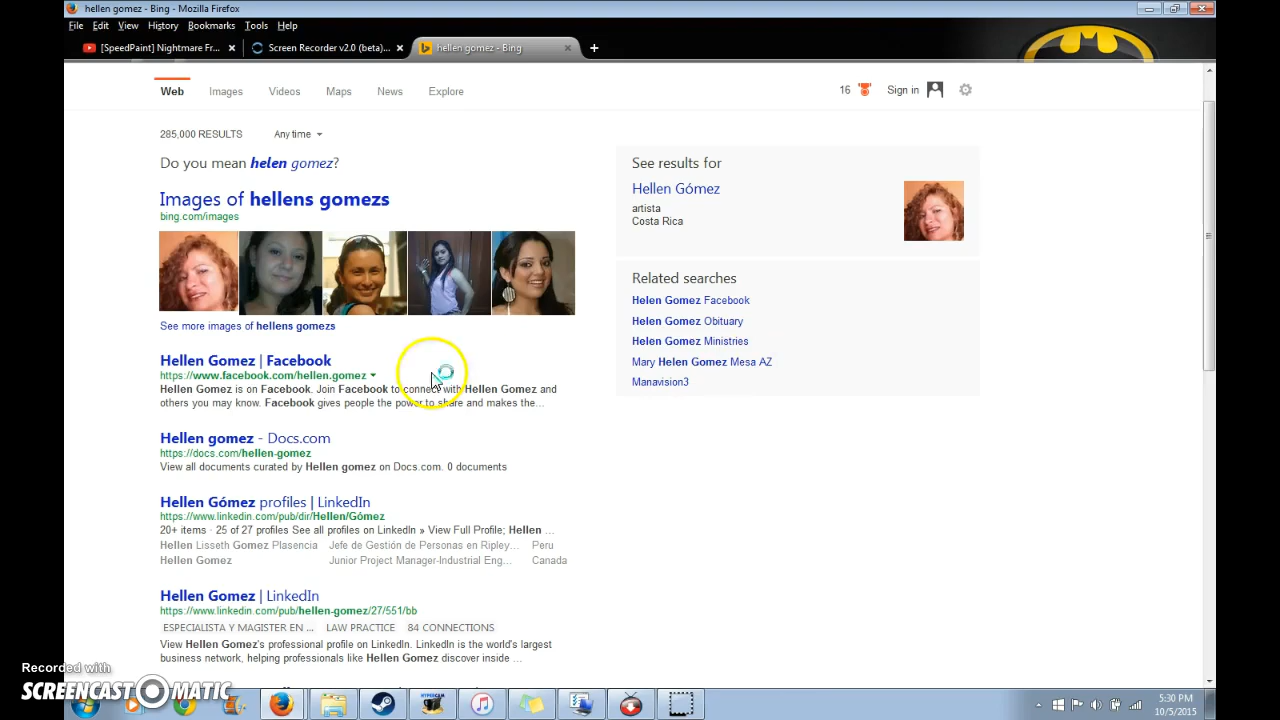 hellen gomez - Bing - Mozilla Firefox
File Edit View History Bookmarks Tools Help
[SpeedPaint] Nightmare Fr...
Screen Recorder v2.0 (beta)...
hellen gomez - Bing
Web Images Videos Maps News Explore
16 Sign in
285,000 RESULTS Any time
Do you mean helen gomez?
Images of hellens gomezs
bing.com/images
See more images of hellens gomezs
Hellen Gomez | Facebook
https://www.facebook.com/hellen.gomez
Hellen Gomez is on Facebook. Join Facebook to connect with Hellen Gomez and
others you may know. Facebook gives people the power to share and makes the...
Hellen gomez - Docs.com
https://docs.com/hellen-gomez
View all documents curated by Hellen gomez on Docs.com. 0 documents
Hellen Gómez profiles | LinkedIn
https://www.linkedin.com/pub/dir/Hellen/Gómez
20+ items · 25 of 27 profiles See all profiles on LinkedIn » View Full Profile; Hellen ...
Hellen Lisseth Gomez Plasencia Jefe de Gestión de Personas en Ripley... Peru
Hellen Gomez Junior Project Manager-Industrial Eng... Canada
Hellen Gomez | LinkedIn
https://www.linkedin.com/pub/hellen-gomez/27/551/bb
ESPECIALISTA Y MAGISTER EN ... LAW PRACTICE 84 CONNECTIONS
View Hellen Gomez's professional profile on LinkedIn. LinkedIn is the world's largest
business network, helping professionals like Hellen Gomez discover inside ...
See results for
Hellen Gómez
artista
Costa Rica
Related searches
Helen Gomez Facebook
Helen Gomez Obituary
Helen Gomez Ministries
Mary Helen Gomez Mesa AZ
Manavision3
Recorded with
SCREENCAST-O-MATIC
HYPERCAM
5:30 PM
10/5/2015